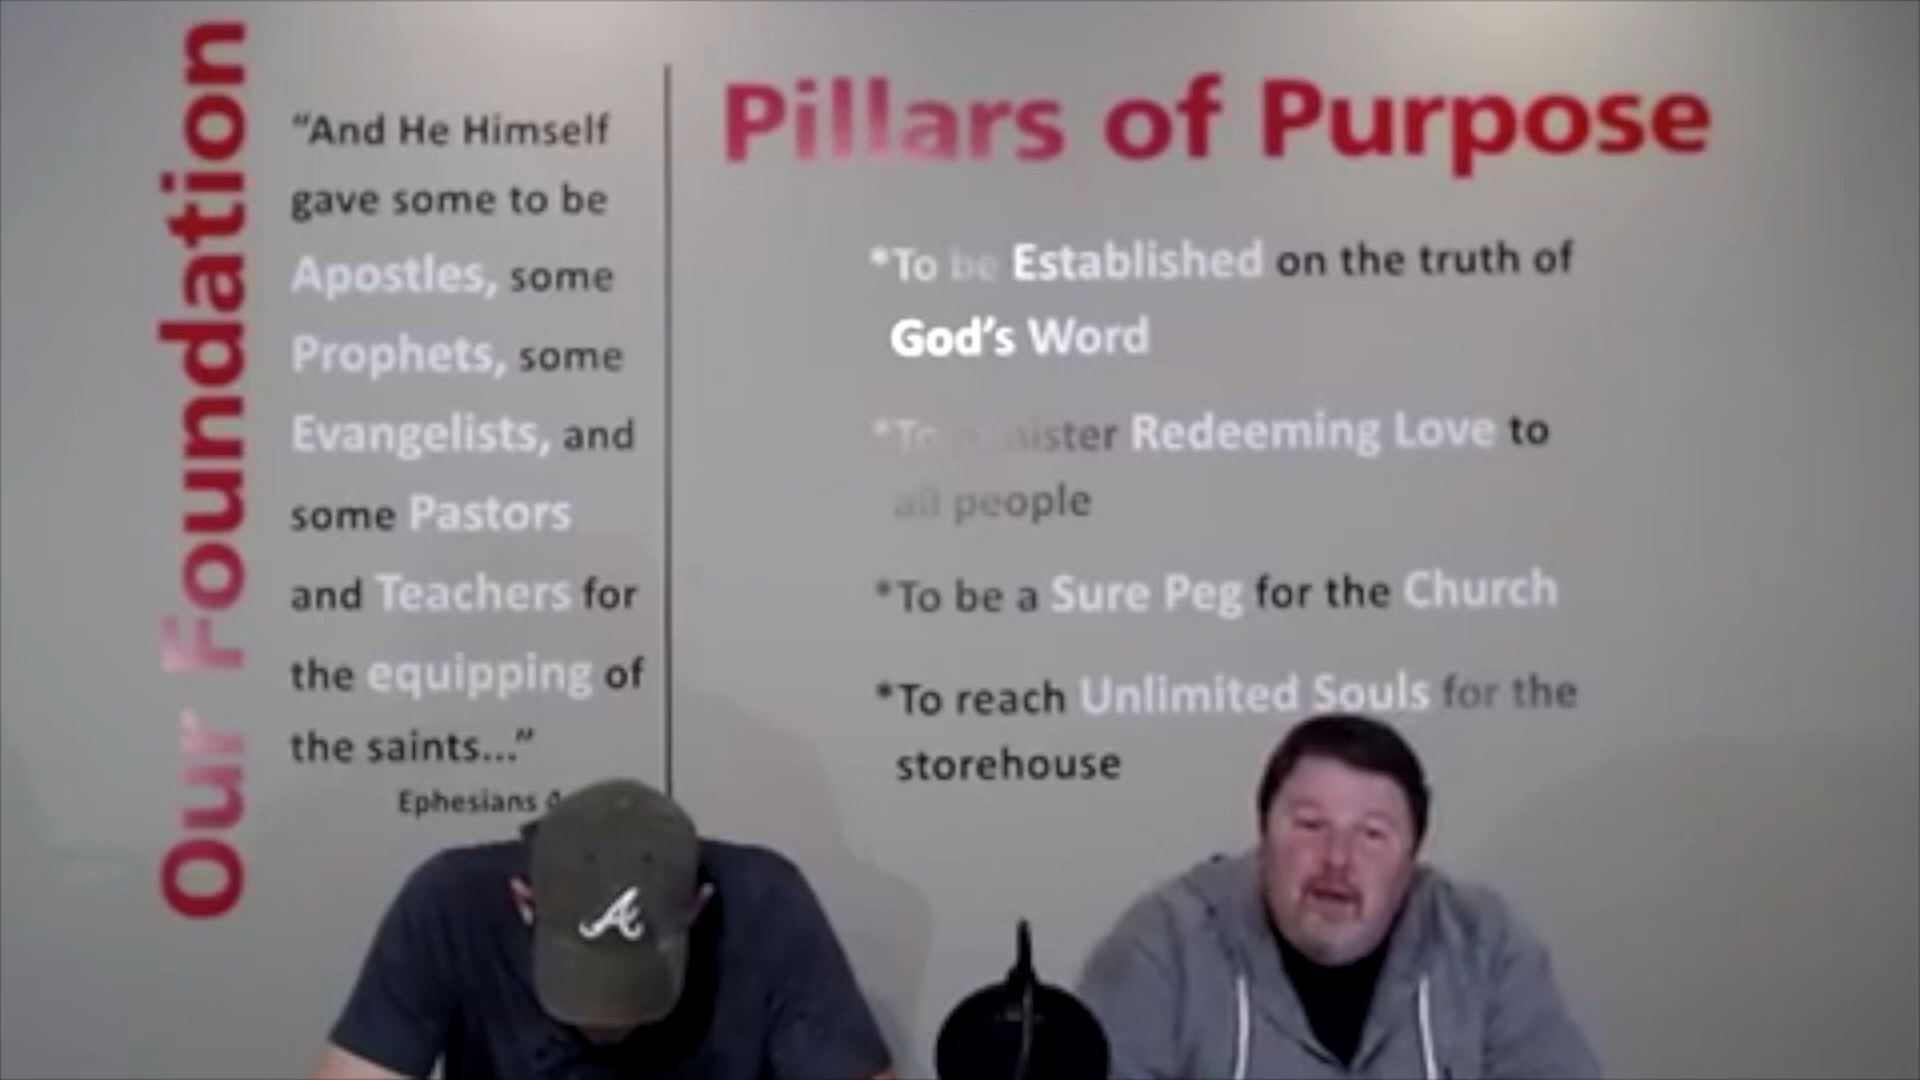 Our Foundation
“And He Himself
gave some to be
Apostles, some
Prophets, some
Evangelists, and
some Pastors
and Teachers for
the equipping of
the saints...”
Ephesians
Pillars of Purpose
*To be Established on the truth of
God’s Word
*To Redeeming Love to
all people
*To be a Sure Peg for the Church
*To reach Unlimited Souls for the
storehouse
A